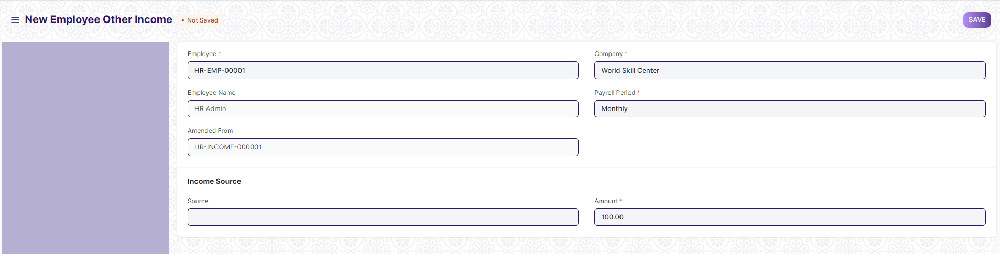 New Employee Other Income
• Not Saved
SAVE
Employee *
HR-EMP-00001
Company *
World Skill Center
Employee Name
HR Admin
Payroll Period *
Monthly
Amended From
HR-INCOME-000001
Income Source
Source
Amount *
100.00